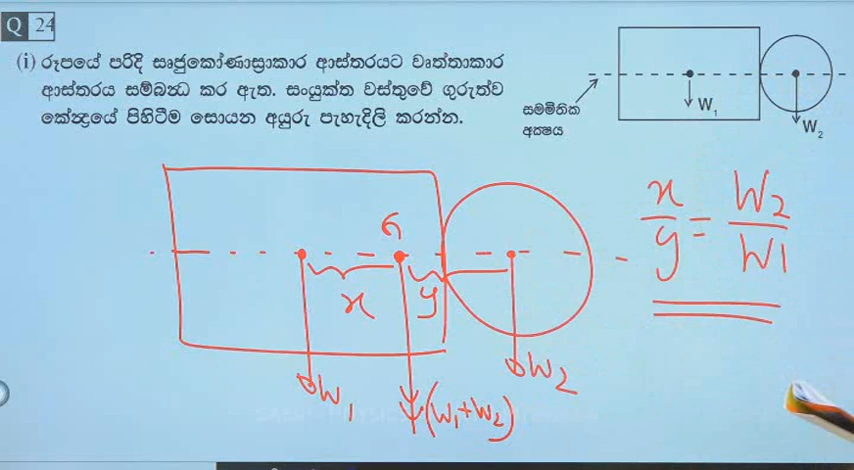 Q 24
(i) රූපයේ පරිදි සෘජුකෝණාස්‍රාකාර ආස්තරයට වෘත්තාකාර
ආස්තරය සම්බන්ධ කර ඇත. සංයුක්ත වස්තුවේ ගුරුත්ව
කේන්ද්‍රයේ පිහිටීම සොයන අයුරු පැහැදිලි කරන්න.
සමමිතික
අක්ෂය
W₁
W₂
G
x
y
W₁
(W₁+W₂)
W₂
x/y = W2/W1